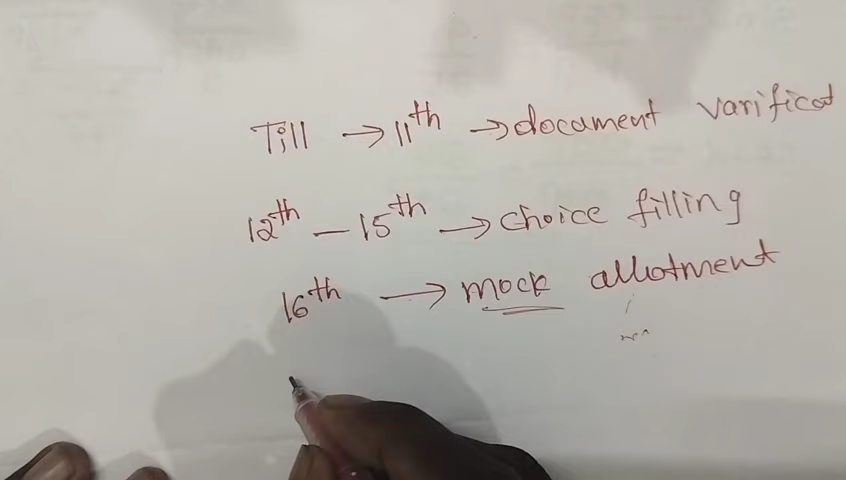 Till → 11th → document varificat
12th — 15th → choice filling
16th → mock allotment